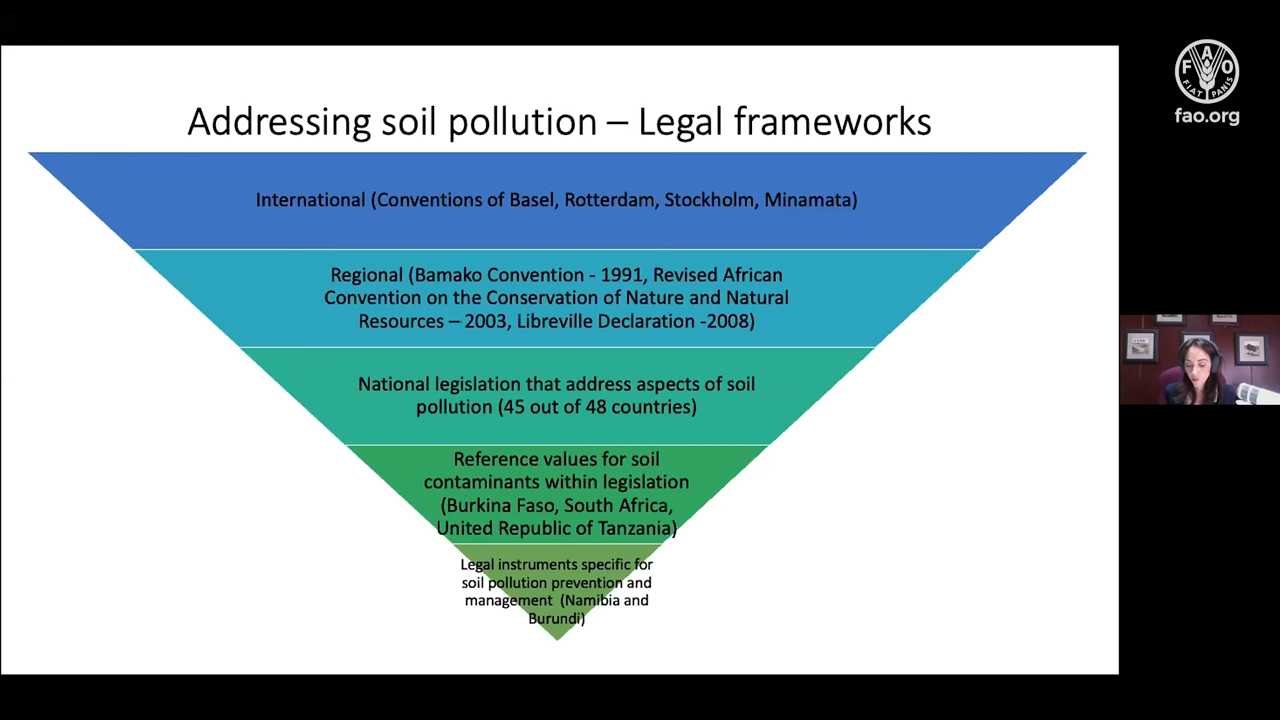 Addressing soil pollution – Legal frameworks
International (Conventions of Basel, Rotterdam, Stockholm, Minamata)
Regional (Bamako Convention - 1991, Revised African
Convention on the Conservation of Nature and Natural
Resources – 2003, Libreville Declaration -2008)
National legislation that address aspects of soil
pollution (45 out of 48 countries)
Reference values for soil
contaminants within legislation
(Burkina Faso, South Africa,
United Republic of Tanzania)
Legal instruments specific for
soil pollution prevention and
management (Namibia and
Burundi)
F A O
FIAT PANIS
fao.org